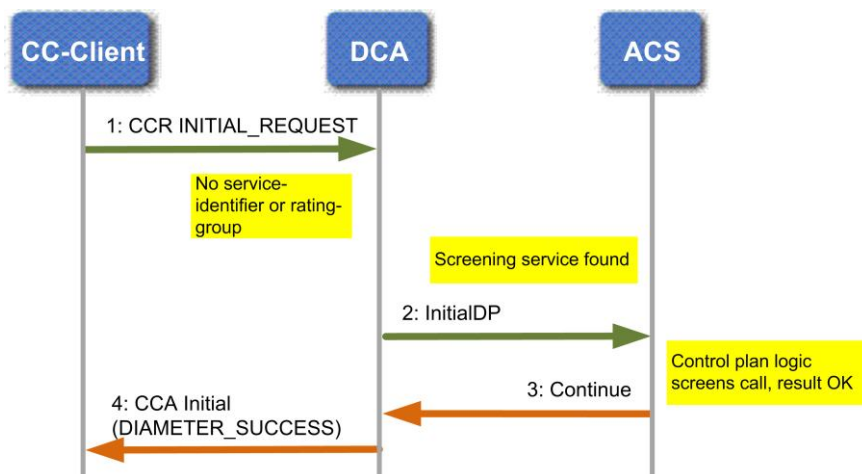 CC-Client
DCA
ACS
1: CCR INITIAL_REQUEST
No service-
identifier or rating-
group
Screening service found
2: InitialDP
Control plan logic
screens call, result OK
3: Continue
4: CCA Initial
(DIAMETER_SUCCESS)